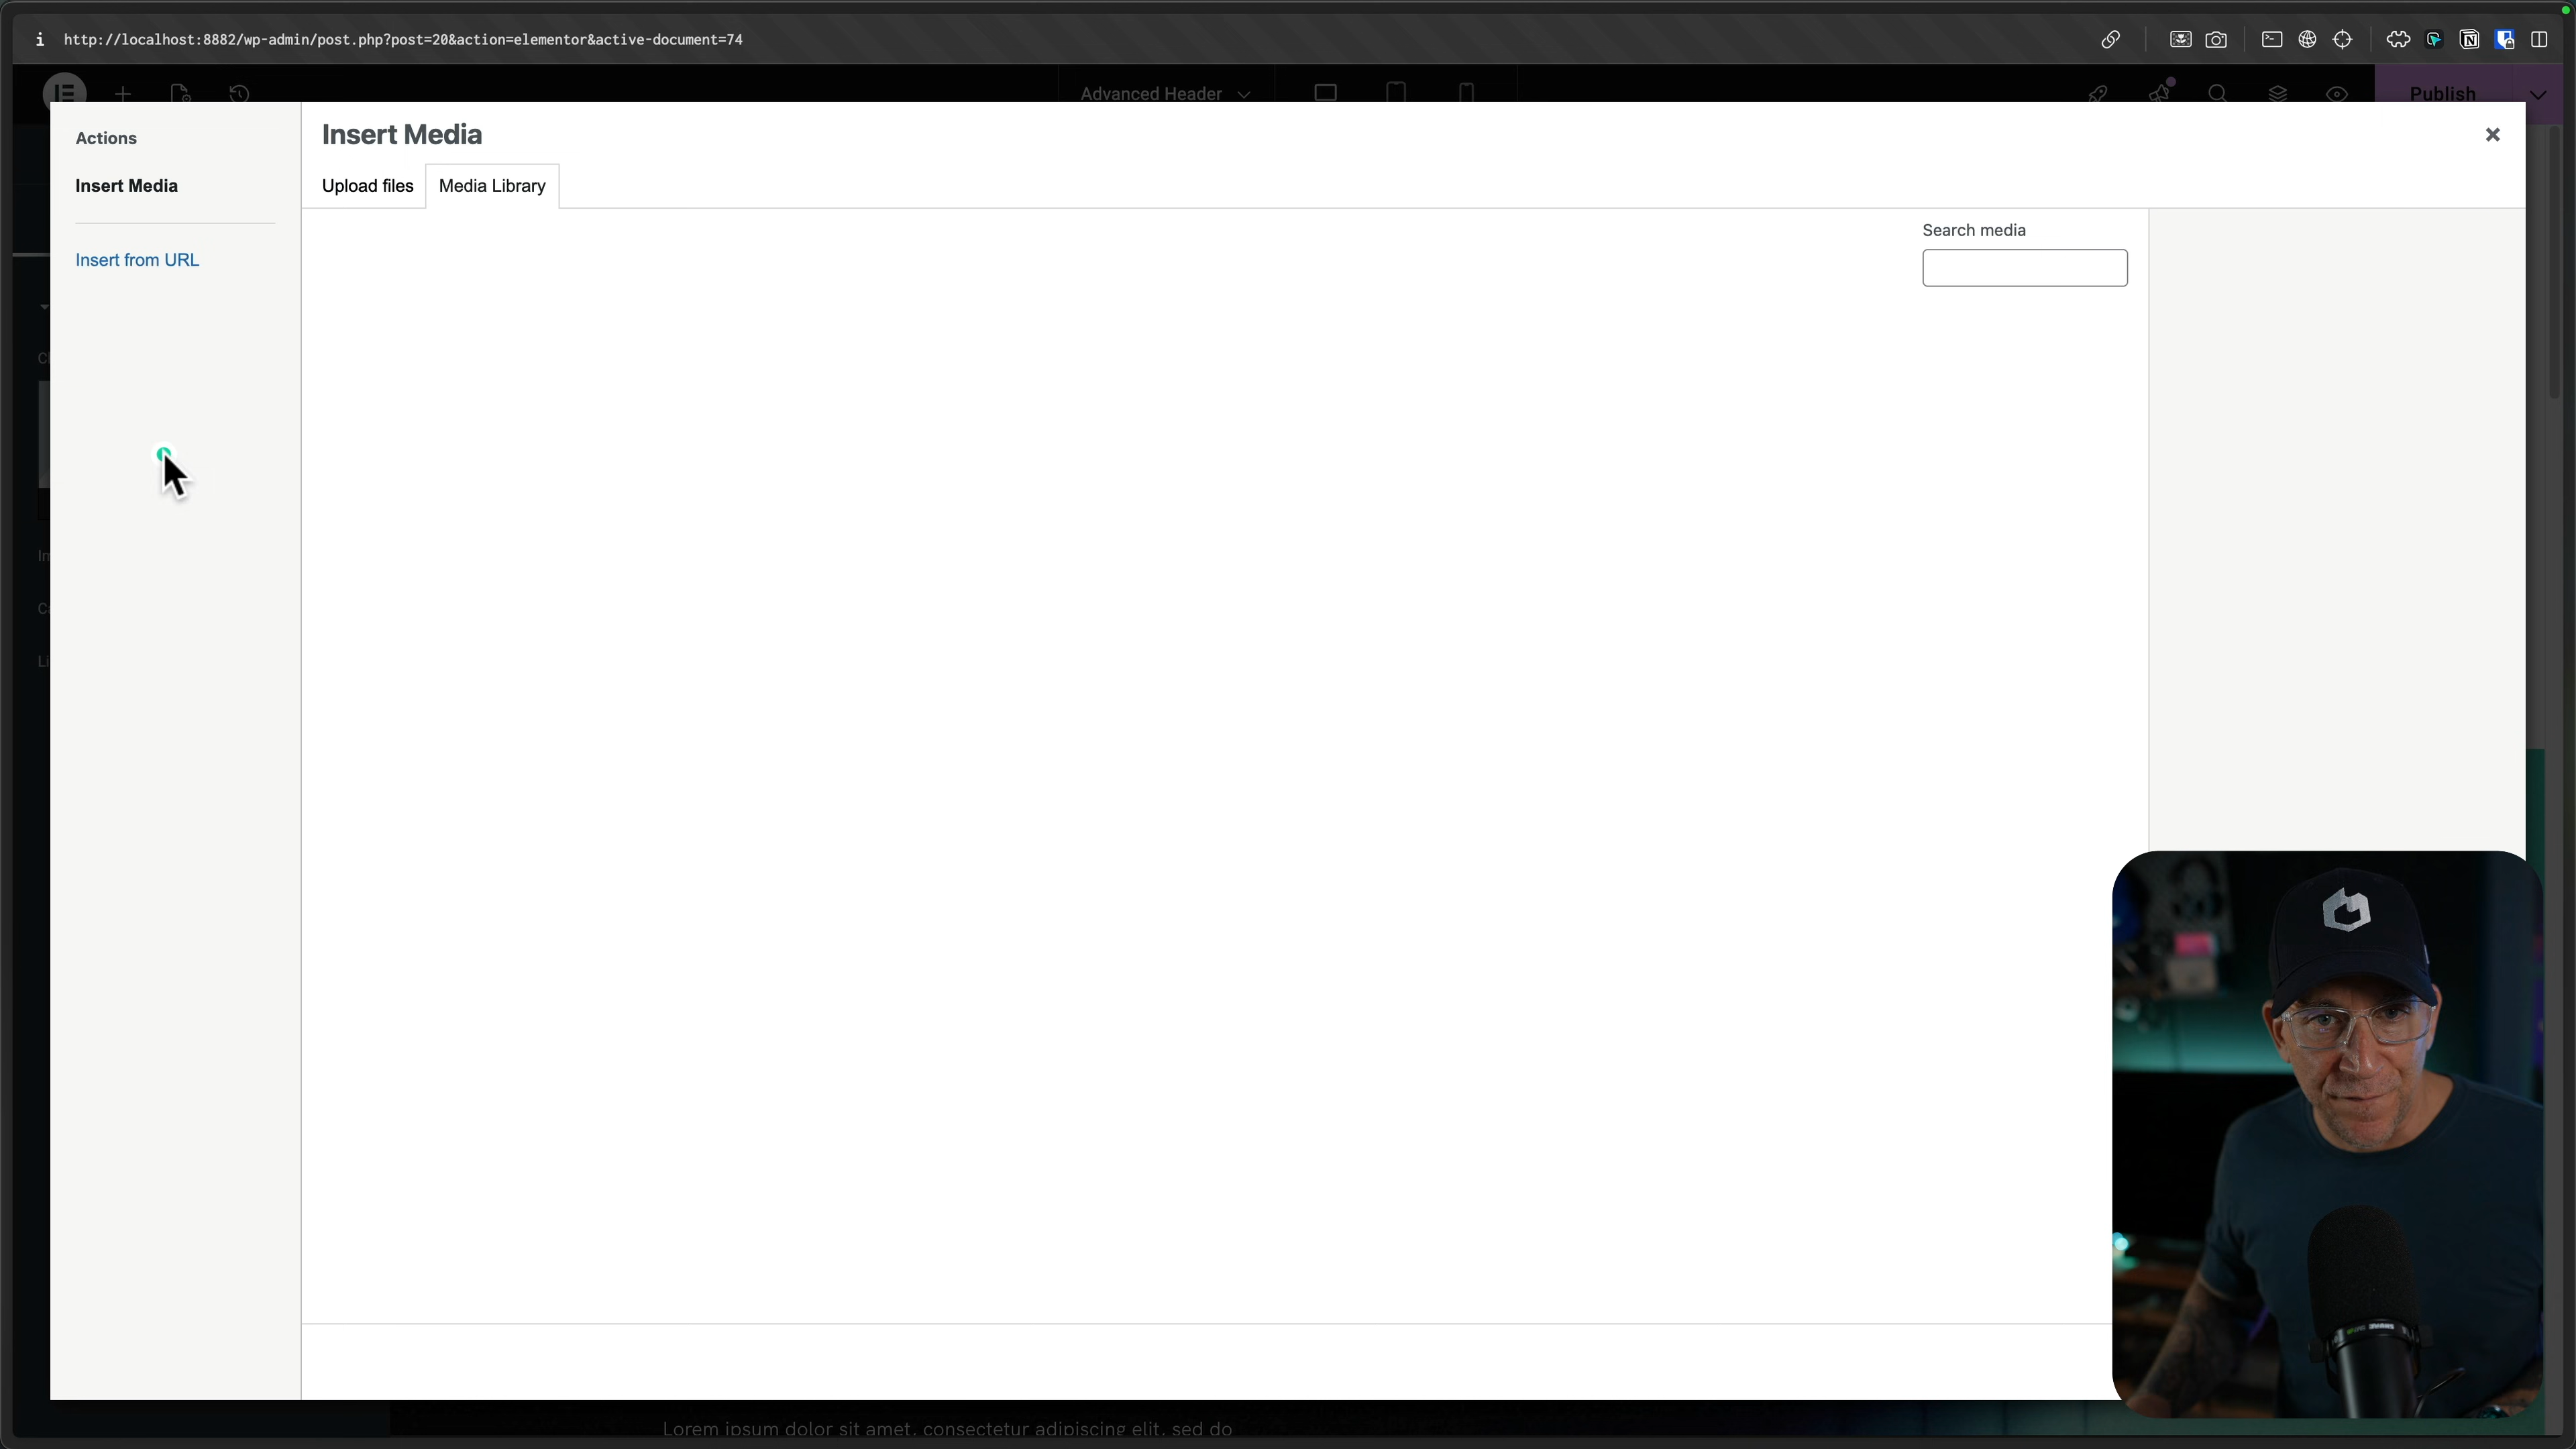 http://localhost:8882/wp-admin/post.php?post=20&action=elementor&active-document=74
Advanced Header
Publish
Actions
Insert Media
Insert from URL
Insert Media
Upload files
Media Library
Search media
Lorem ipsum dolor sit amet, consectetur adipiscing elit, sed do